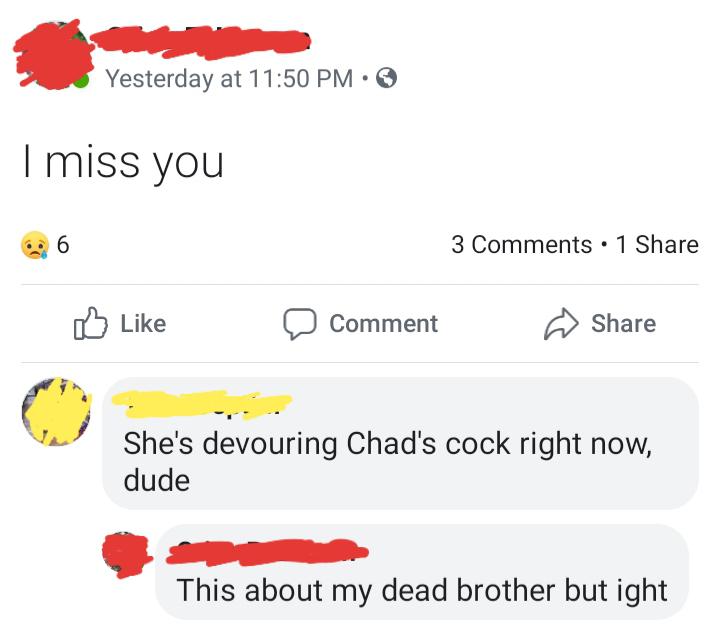 Yesterday at 11:50 PM •
I miss you
6
3 Comments • 1 Share
Like
Comment
Share
She's devouring Chad's cock right now,
dude
This about my dead brother but ight